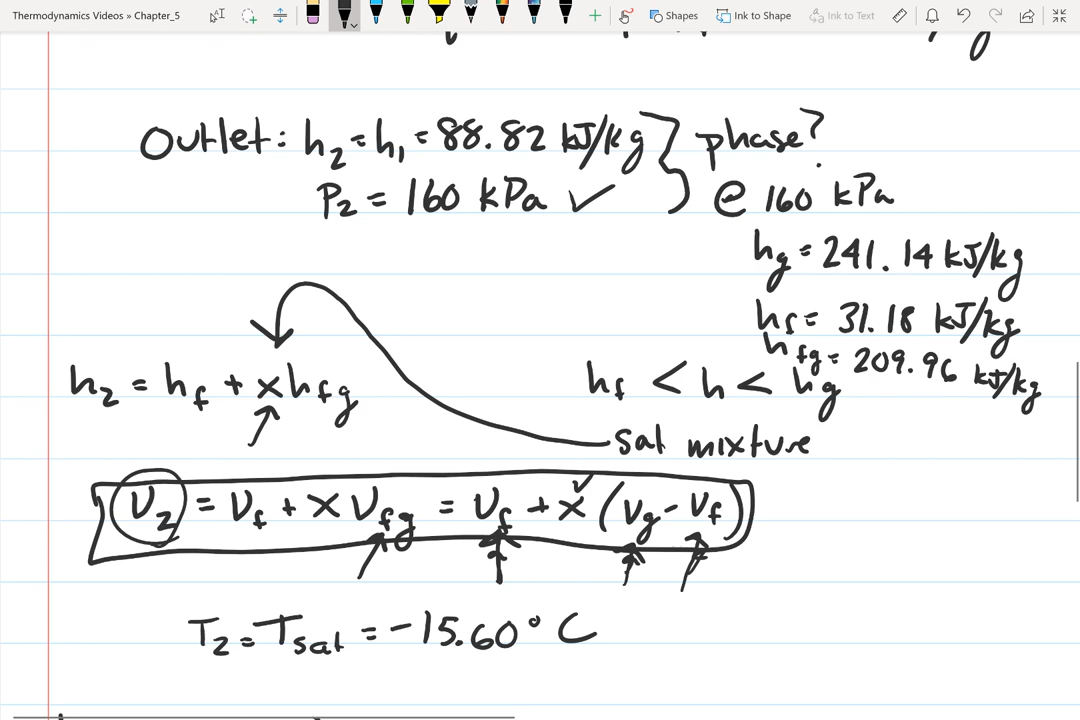 Thermodynamics Videos » Chapter_5
Shapes
Ink to Shape
Ink to Text
Outlet: h₂ = h₁ = 88.82 kJ/kg } phase?
P₂ = 160 kPa ✓ @ 160 kPa
hg = 241.14 kJ/kg
hf = 31.18 kJ/kg
hfg = 209.96 kJ/kg
h₂ = hf + x hfg
hf < h < hg
sat mixture
v₂ = vf + x vfg = vf + x (vg - vf)
T₂ = Tsat = -15.60° C